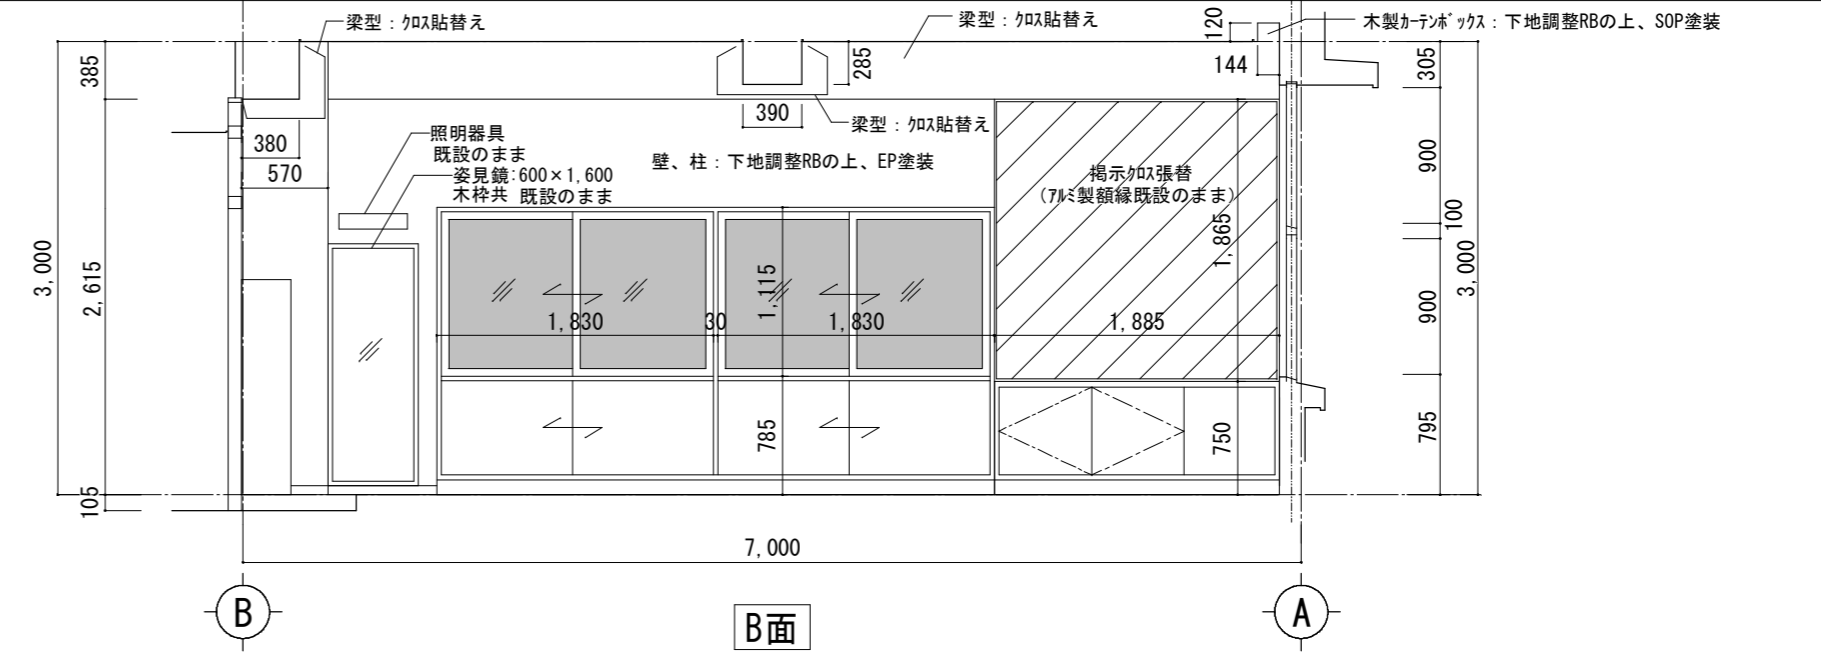 梁型：ｸﾛｽ貼替え
梁型：ｸﾛｽ貼替え
120
木製ｶｰﾃﾝﾎﾞｯｸｽ：下地調整RBの上、SOP塗装
385
285
144
305
390
梁型：ｸﾛｽ貼替え
380
照明器具
既設のまま
570
姿見鏡:600×1,600
木枠共 既設のまま
壁、柱：下地調整RBの上、EP塗装
掲示ｸﾛｽ張替
(ｱﾙﾐ製額縁既設のまま)
900
100
1,865
3,000
2,615
1,115
3,000
900
1,830
30
1,830
1,885
785
750
795
105
7,000
B
B面
A